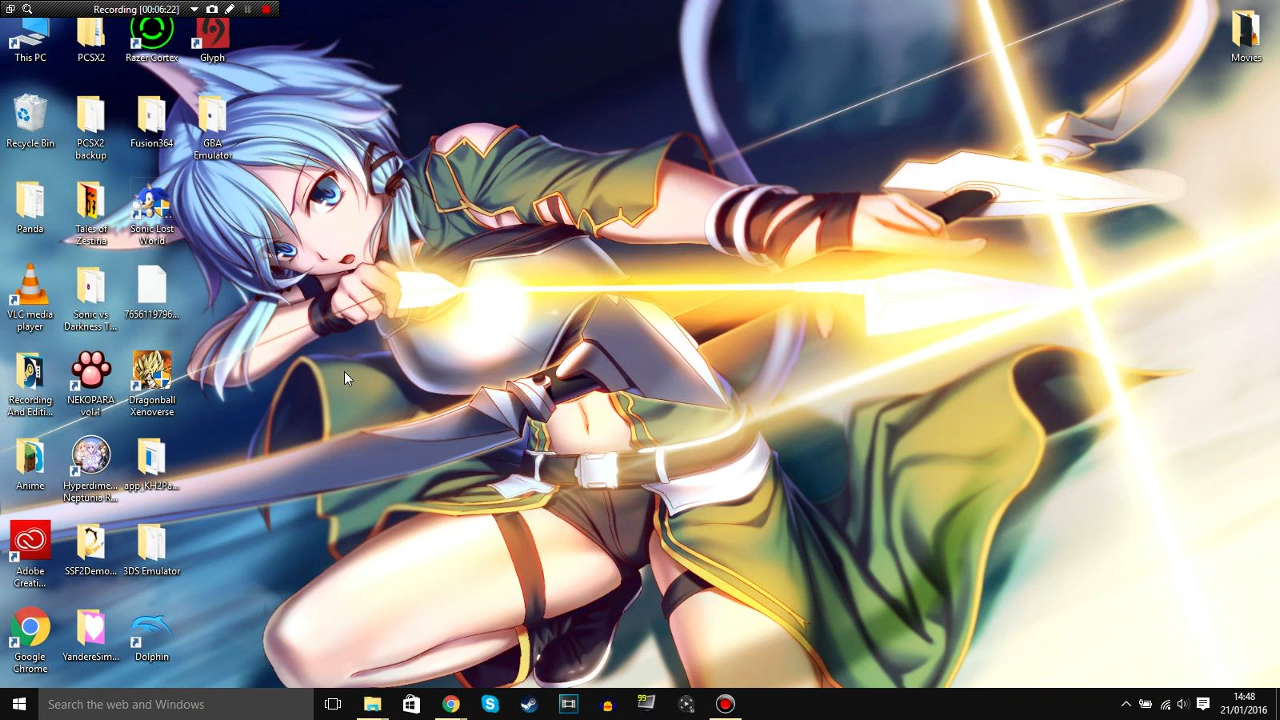 Recording [00:06:22]
This PC
PCSX2
Razer Cortex
Glyph
Movies
Recycle Bin
PCSX2
backup
Fusion364
GBA
Emulator
Panda
Tales of
Zestiria
Sonic Lost
World
VLC media
player
Sonic vs
Darkness T...
7656119796...
Recording
And Editi...
NEKOPARA
vol.1
Dragonball
Xenoverse
Anime
Hyperdime...
Neptunia R...
app_KH2Pa...
Adobe
Creati...
SSF2Demo...
3DS Emulator
Google
Chrome
YandereSim...
Dolphin
Search the web and Windows
99
14:48
21/01/2016